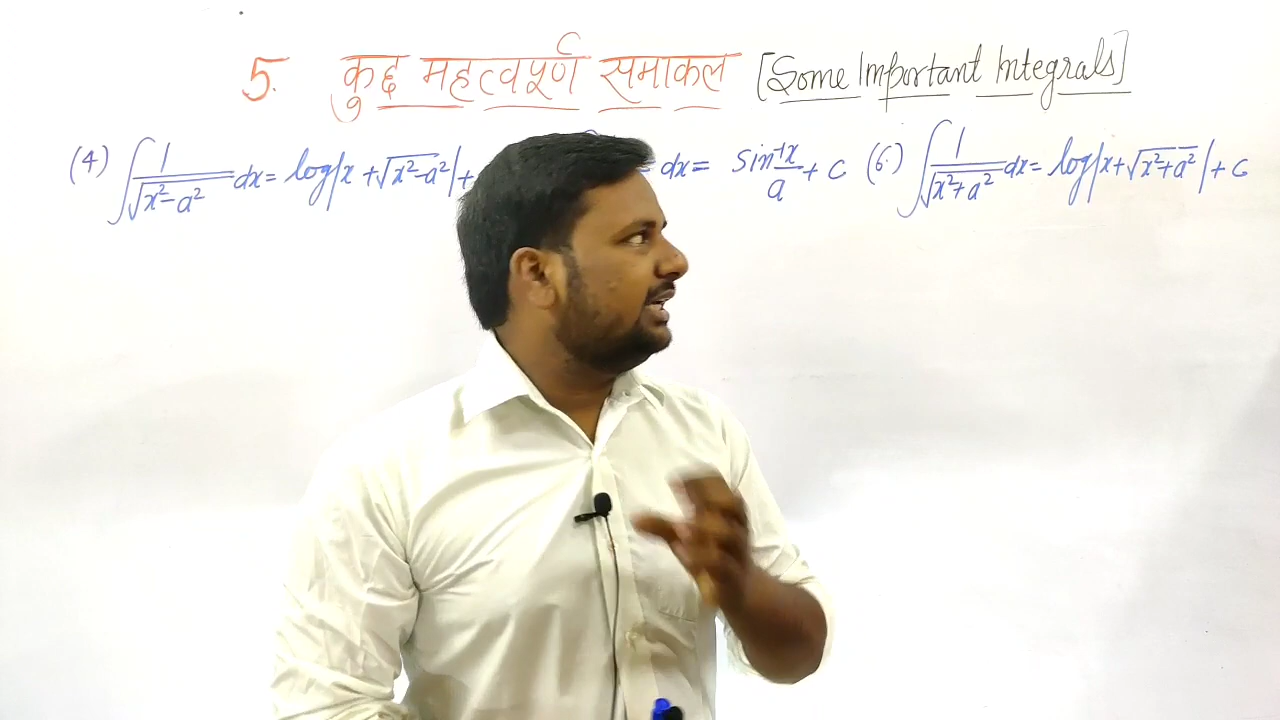 5. कुछ महत्वपूर्ण समाकल [Some Important Integrals]
(4) ∫ 1/√(x²-a²) dx = log|x + √(x²-a²)| + dx = sin⁻¹ x/a + c (6) ∫ 1/√(x²+a²) dx = log|x+√(x²+a²)| + c